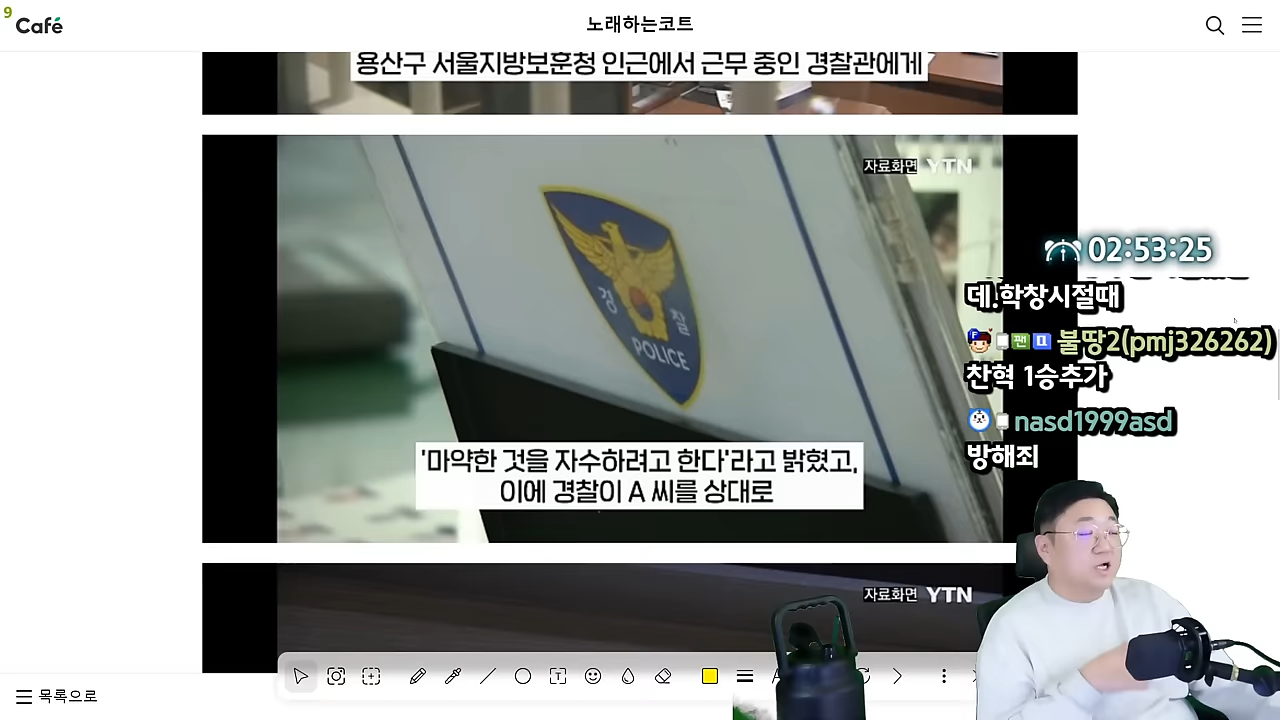 9
Café
노래하는코트
용산구 서울지방보훈청 인근에서 근무 중인 경찰관에게
자료화면 YTN
경찰
POLICE
'마약한 것을 자수하려고 한다'라고 밝혔고,
이에 경찰이 A 씨를 상대로
02:53:25
데.학창시절때
불땅2(pmj326262)
찬혁 1승추가
nasd1999asd
방해죄
자료화면 YTN
목록으로